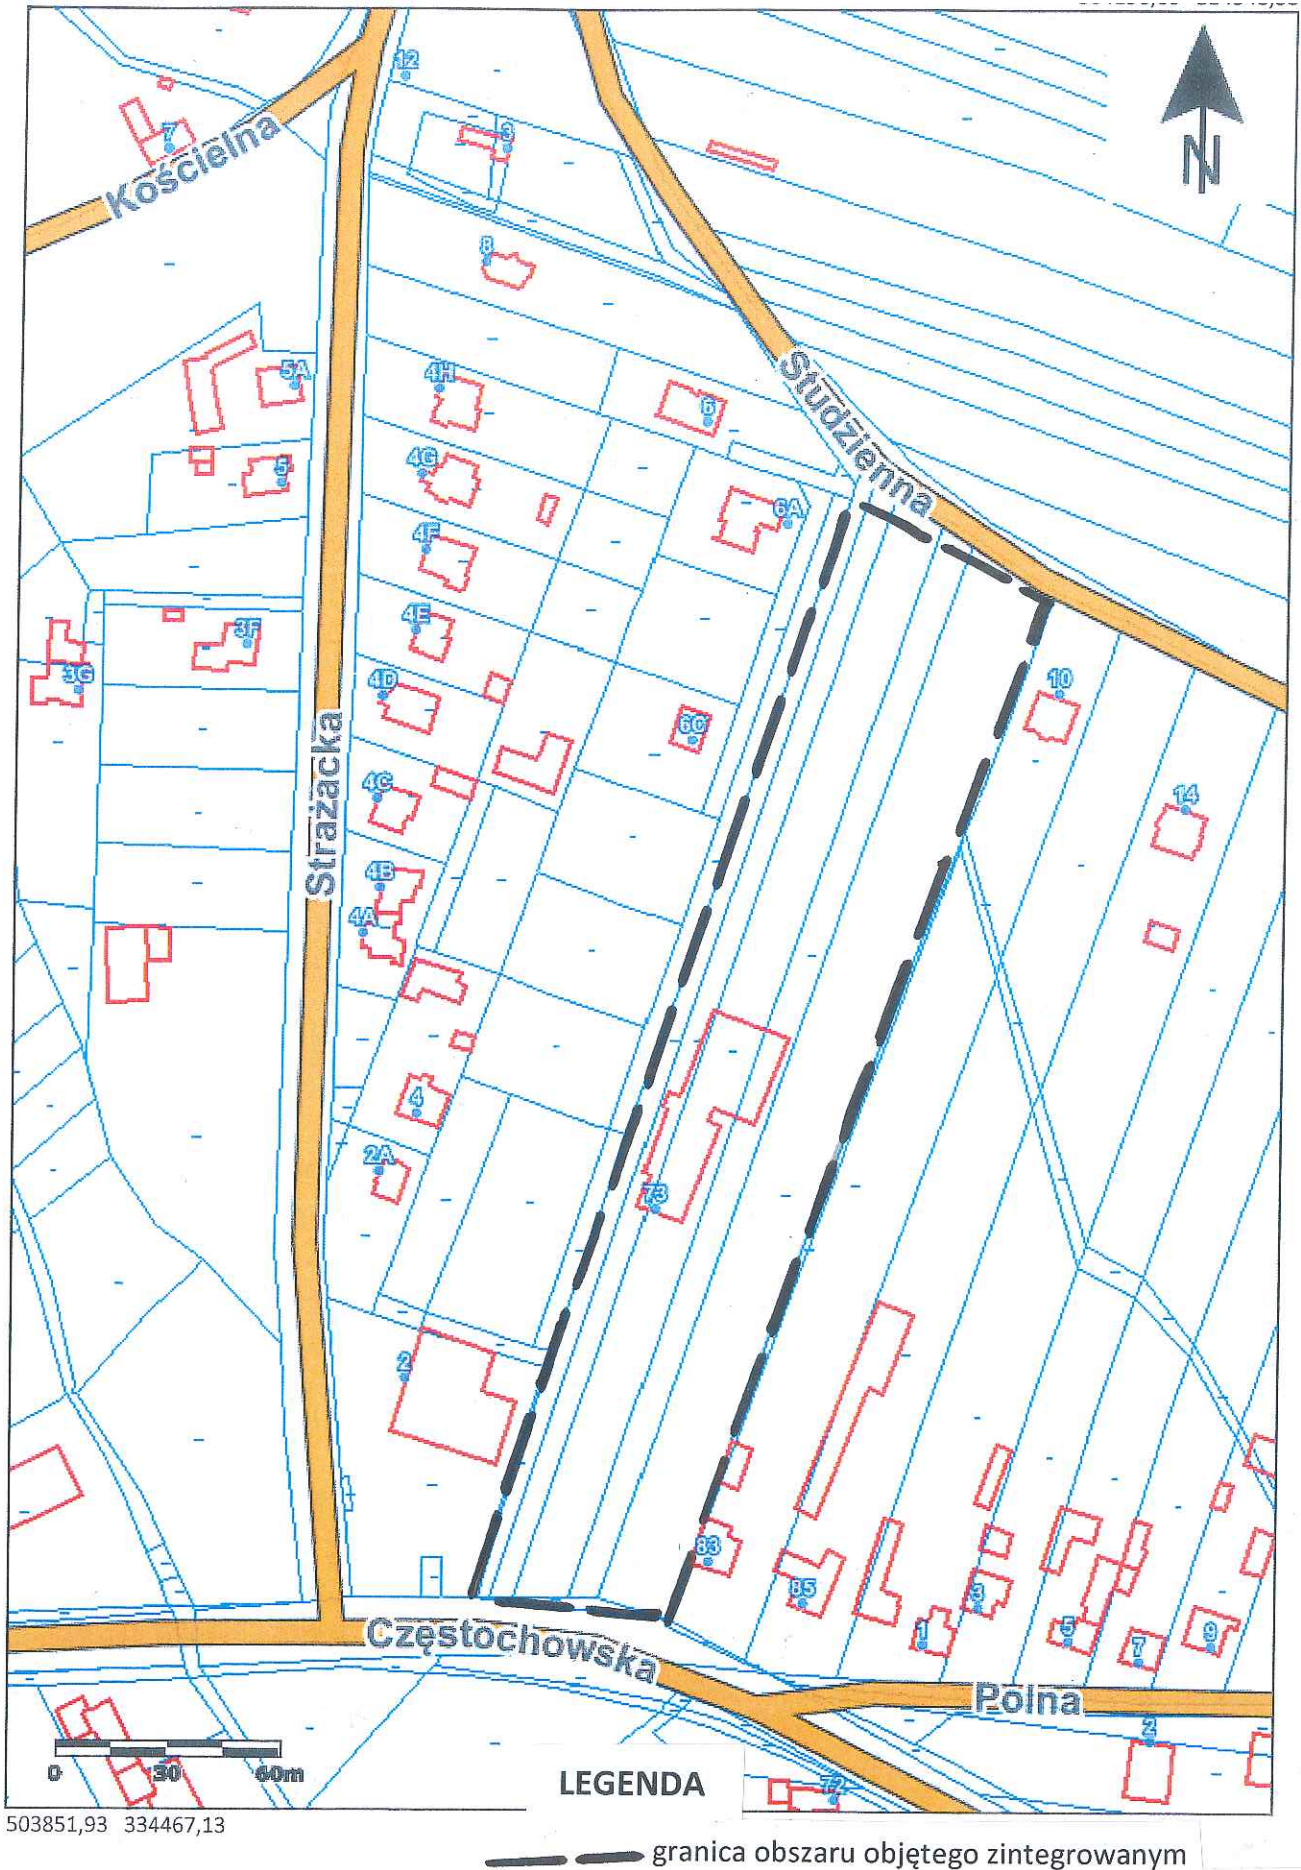 N
12
3
7
Kościelna
8
Studzienna
5A
4H
6
5
4G
6A
4F
4E
3F
3G
4D
6C
10
Strażacka
4C
14
4B
4A
4
2A
73
2
83
85
1
3
5
7
9
Częstochowska
Polna
2
72
0 30 60m
LEGENDA
503851,93 334467,13
granica obszaru objętego zintegrowanym